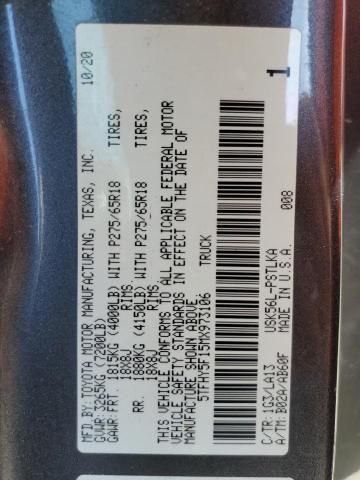 MFD.BY:TOYOTA MOTOR MANUFACTURING, TEXAS, INC. 10/20
GVWR: 3265KG (7200LB)
GAWR:FRT. 1815KG (4000LB) WITH P275/65R18 TIRES,
18X8J RIMS,
RR. 1880KG (4150LB) WITH P275/65R18 TIRES,
18X8J RIMS,
THIS VEHICLE CONFORMS TO ALL APPLICABLE FEDERAL MOTOR
VEHICLE SAFETY STANDARDS IN EFFECT ON THE DATE OF
MANUFACTURE SHOWN ABOVE.
5TFHY5F15MX973106 TRUCK
1
C/TR: 1G3/LA13 USK56L-PSTLKA 008
A/TM: B02A/AB60F MADE IN U.S.A.